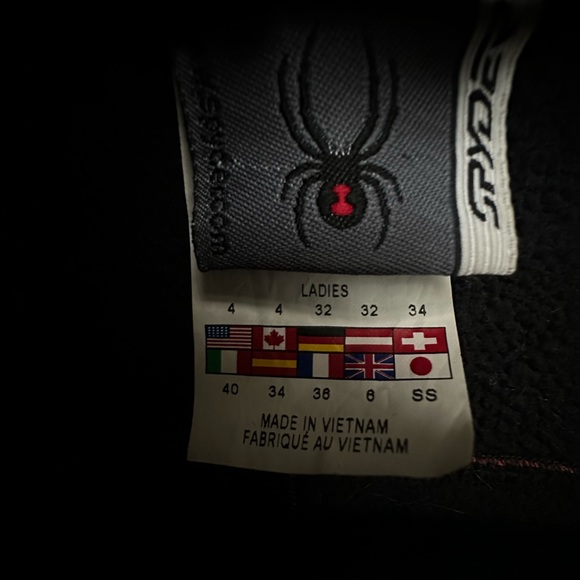 www.spyder.com
SPYDER
LADIES
4 4 32 32 34
40 34 36 6 SS
MADE IN VIETNAM
FABRIQUÉ AU VIETNAM